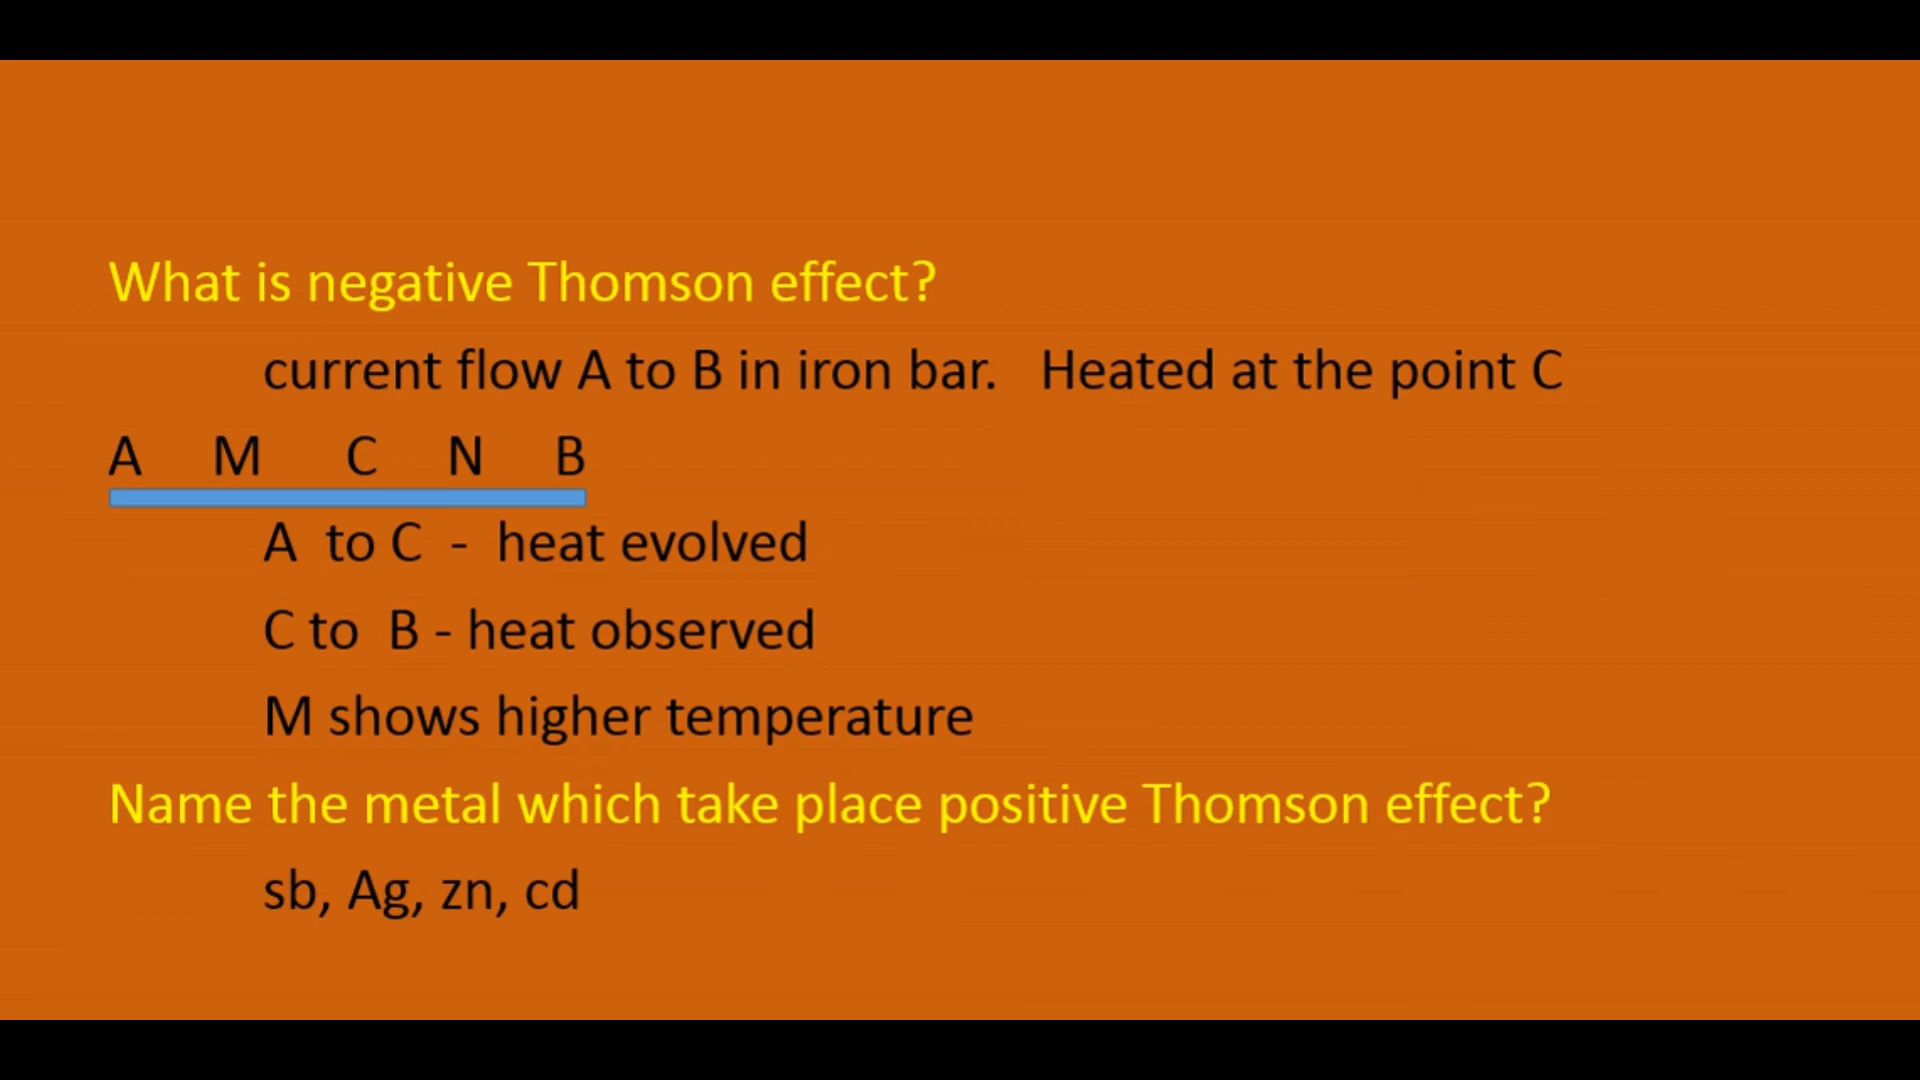 What is negative Thomson effect?
current flow A to B in iron bar. Heated at the point C
A M C N B
A to C - heat evolved
C to B - heat observed
M shows higher temperature
Name the metal which take place positive Thomson effect?
sb, Ag, zn, cd